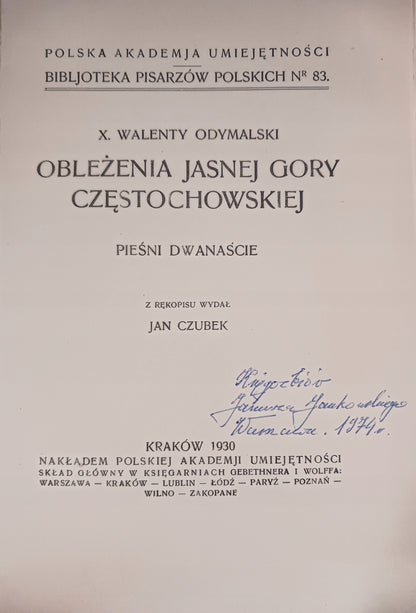 POLSKA AKADEMJA UMIEJĘTNOŚCI
BIBLJOTEKA PISARZÓW POLSKICH NR 83.
X. WALENTY ODYMALSKI
OBLEŻENIA JASNEJ GORY
CZĘSTOCHOWSKIEJ
PIEŚNI DWANAŚCIE
Z RĘKOPISU WYDAŁ
JAN CZUBEK
Księgozbiór
Janusza Jankowskiego
Warszawa. 1974 r.
KRAKÓW 1930
NAKŁADEM POLSKIEJ AKADEMJI UMIEJĘTNOŚCI
SKŁAD GŁÓWNY W KSIĘGARNIACH GEBETHNERA I WOLFFA:
WARSZAWA — KRAKÓW — LUBLIN — ŁÓDŹ — PARYŻ — POZNAŃ —
WILNO — ZAKOPANE